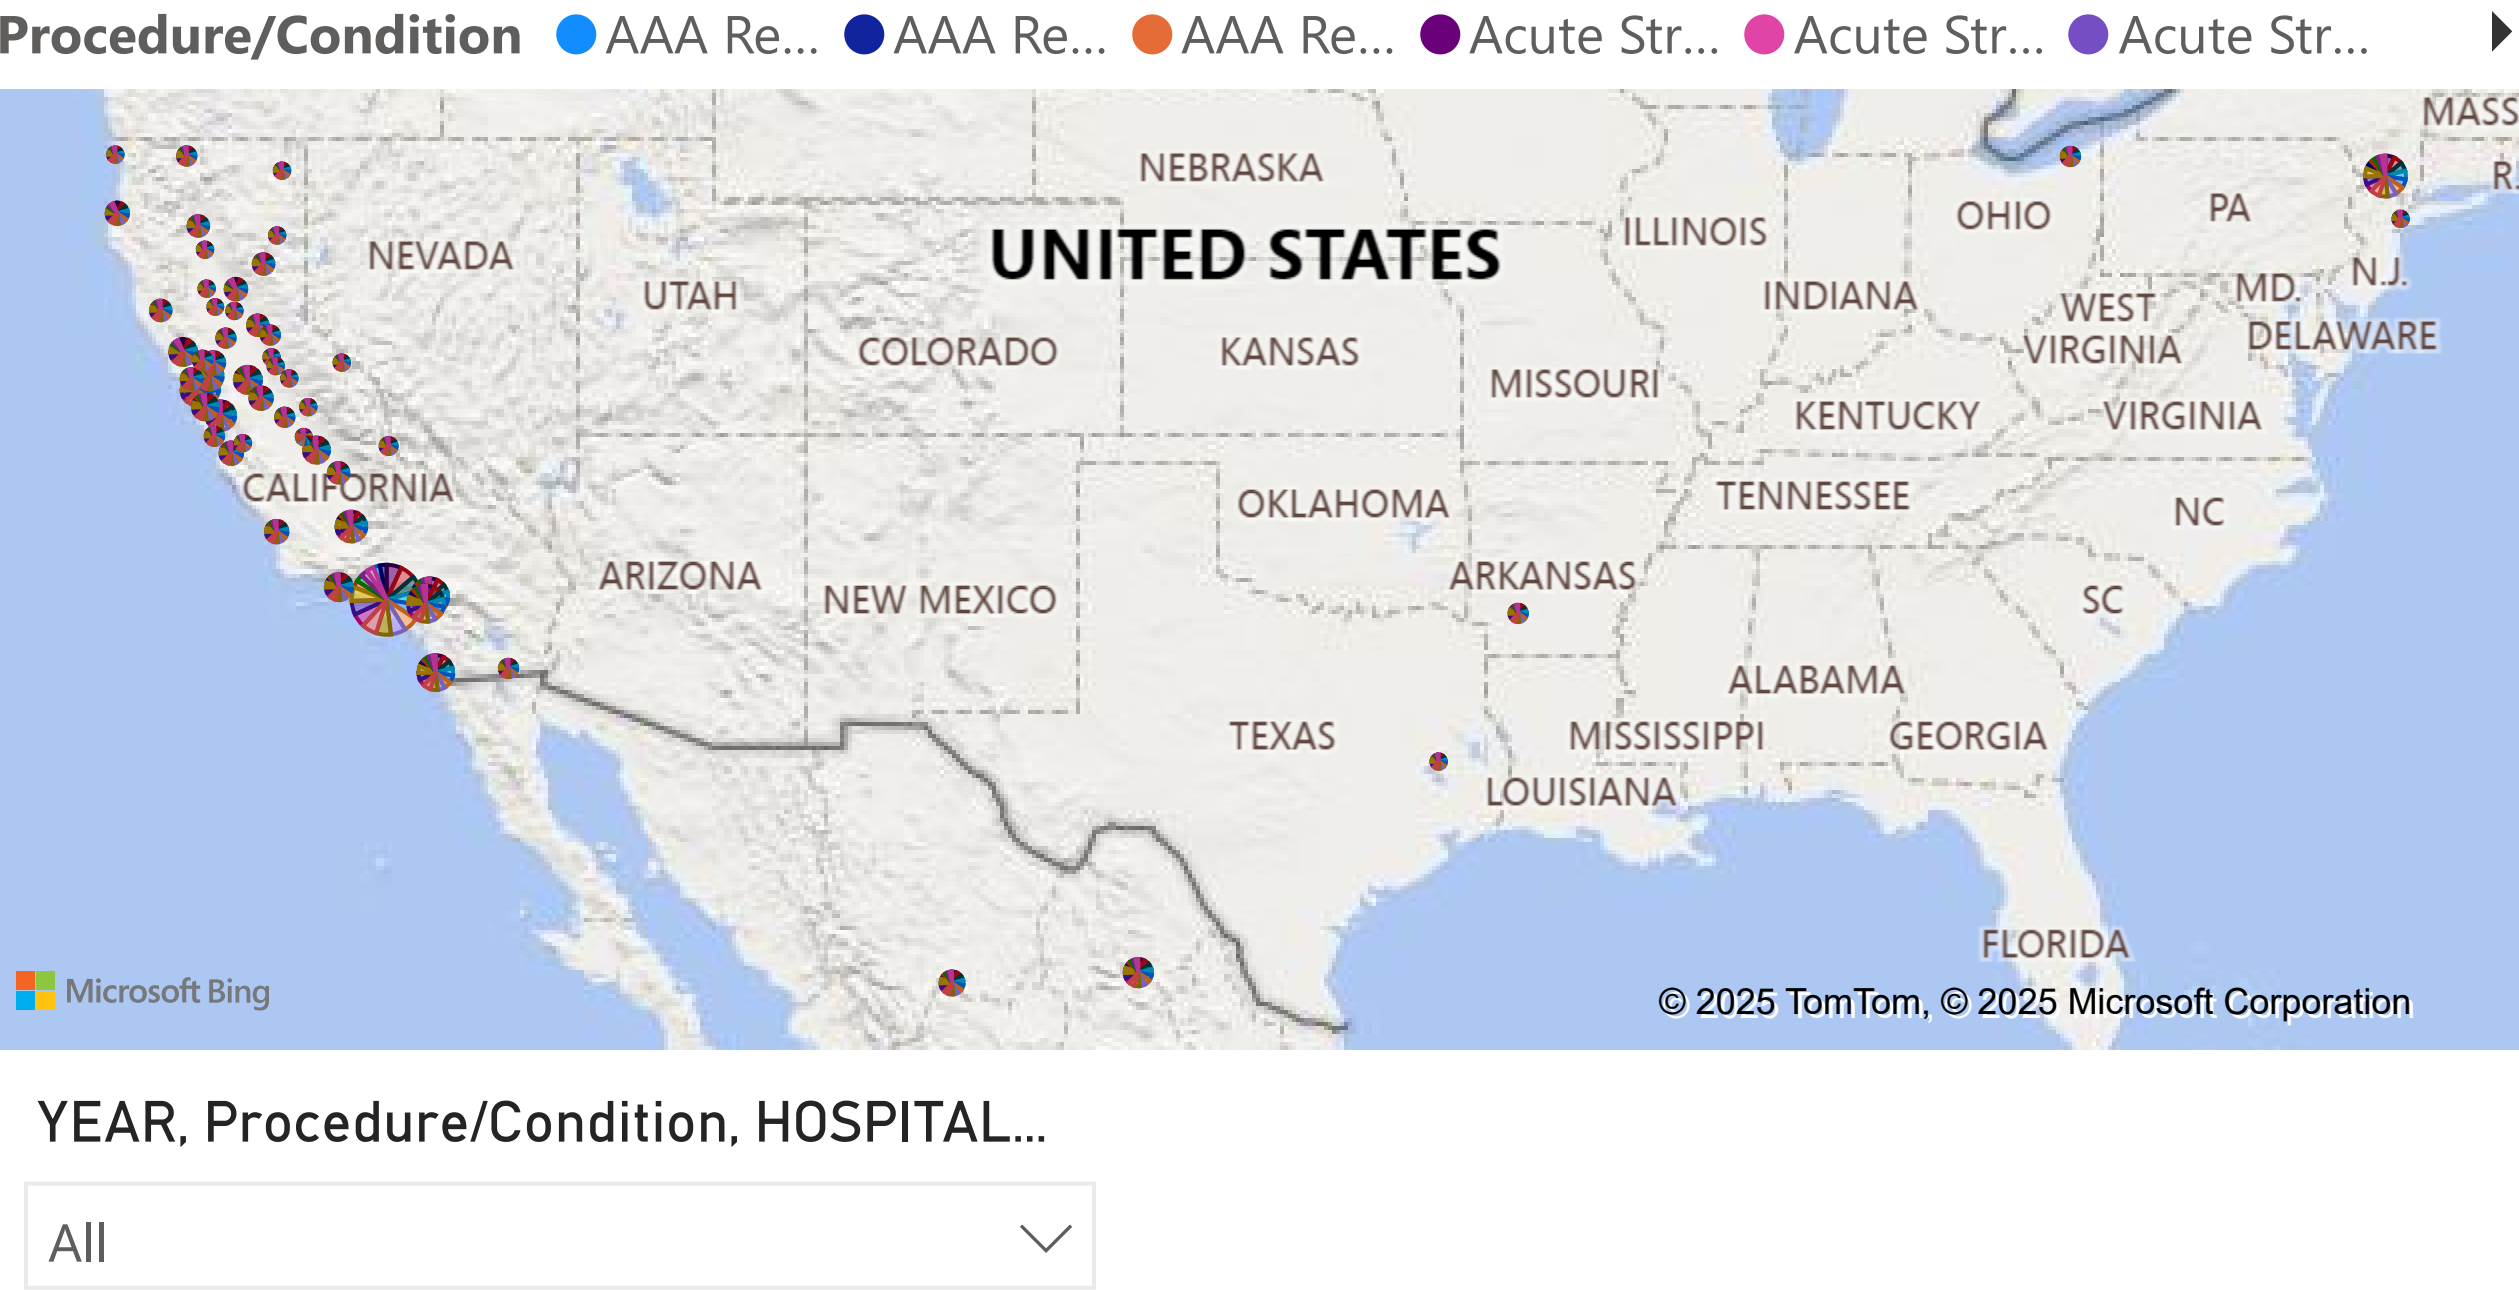 Procedure/Condition AAA Re... AAA Re... AAA Re... Acute Str... Acute Str... Acute Str...
MASS
NEBRASKA
R.
PA
OHIO
ILLINOIS
UNITED STATES
NEVADA
N.J.
MD.
UTAH
INDIANA
WEST
VIRGINIA
DELAWARE
COLORADO
KANSAS
MISSOURI
KENTUCKY
VIRGINIA
CALIFORNIA
TENNESSEE
OKLAHOMA
NC
ARIZONA
ARKANSAS
NEW MEXICO
SC
ALABAMA
TEXAS
MISSISSIPPI
GEORGIA
LOUISIANA
FLORIDA
Microsoft Bing
© 2025 TomTom, © 2025 Microsoft Corporation
YEAR, Procedure/Condition, HOSPITAL...
All